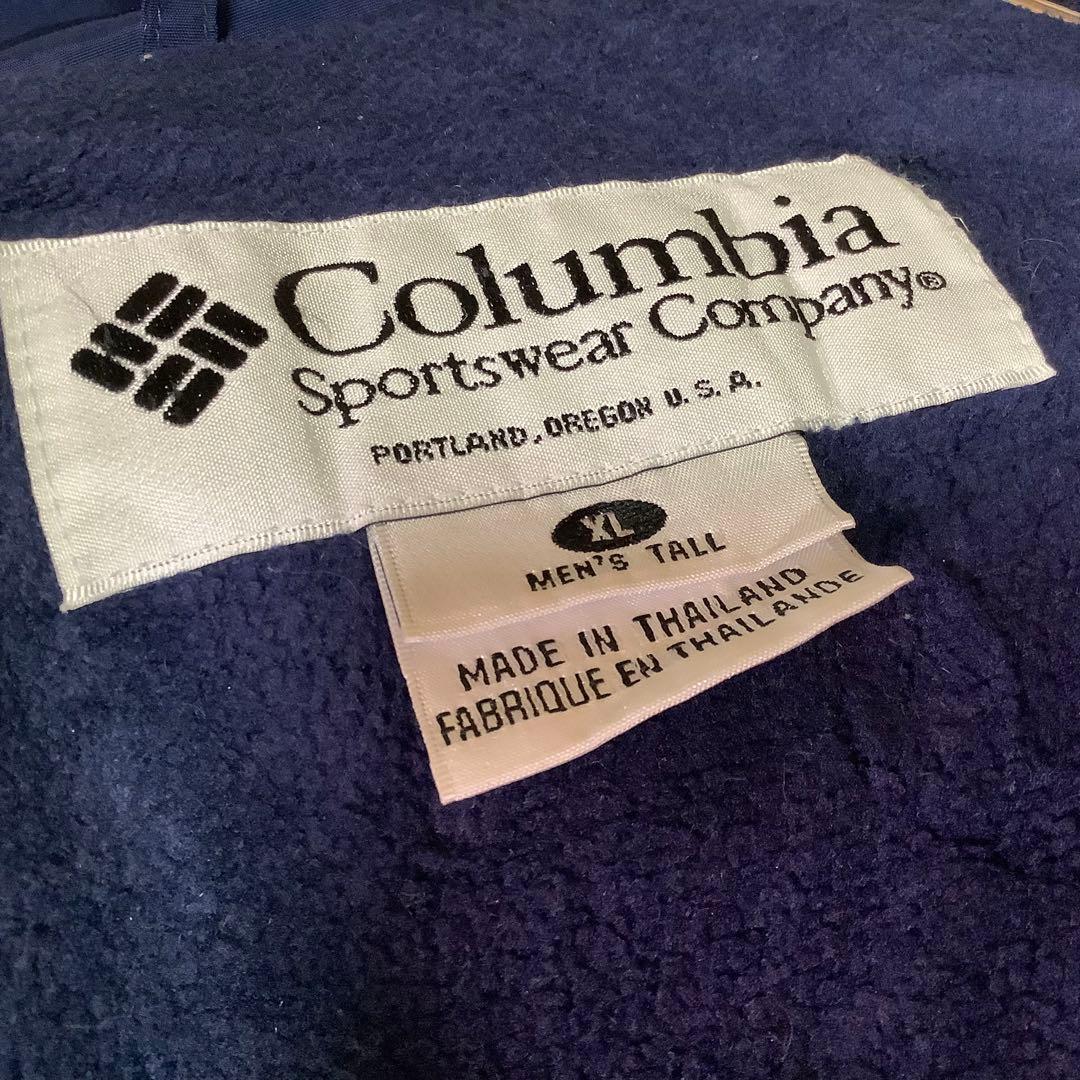 Columbia
Sportswear Company®
PORTLAND, OREGON U.S.A.
XL
MEN'S TALL
MADE IN THAILAND
FABRIQUE EN THAILANDE